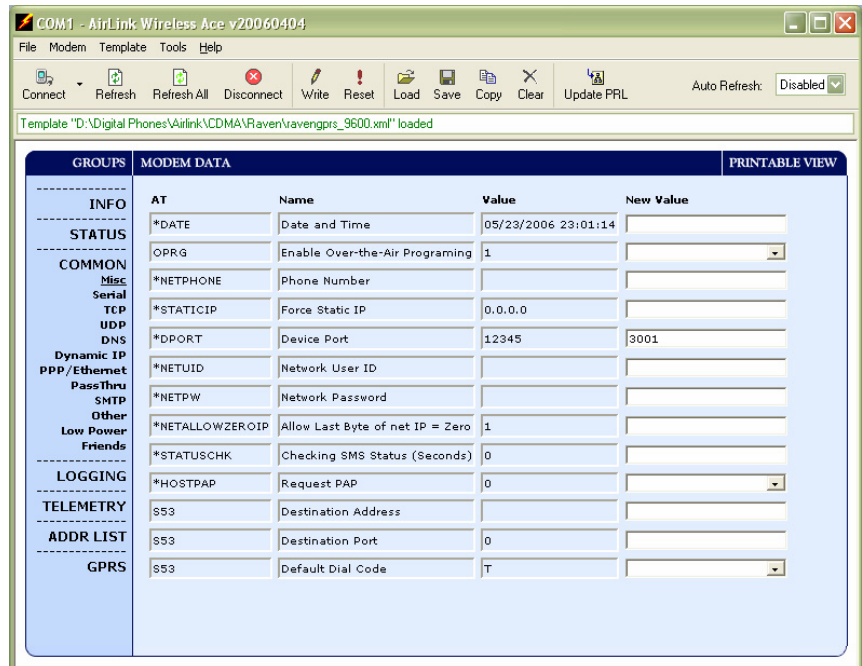 COM1 - AirLink Wireless Ace v20060404
File Modem Template Tools Help
Connect Refresh Refresh All Disconnect Write Reset Load Save Copy Clear Update PRL Auto Refresh: Disabled
Template "D:\Digital Phones\Airlink\CDMA\Raven\ravengprs_9600.xml" loaded
GROUPS MODEM DATA PRINTABLE VIEW
INFO
STATUS
COMMON
Misc
Serial
TCP
UDP
DNS
Dynamic IP
PPP/Ethernet
PassThru
SMTP
Other
Low Power
Friends
LOGGING
TELEMETRY
ADDR LIST
GPRS
AT Name Value New Value
*DATE Date and Time 05/23/2006 23:01:14
OPRG Enable Over-the-Air Programing 1
*NETPHONE Phone Number
*STATICIP Force Static IP 0.0.0.0
*DPORT Device Port 12345 3001
*NETUID Network User ID
*NETPW Network Password
*NETALLOWZEROIP Allow Last Byte of net IP = Zero 1
*STATUSCHK Checking SMS Status (Seconds) 0
*HOSTPAP Request PAP 0
S53 Destination Address
S53 Destination Port 0
S53 Default Dial Code T